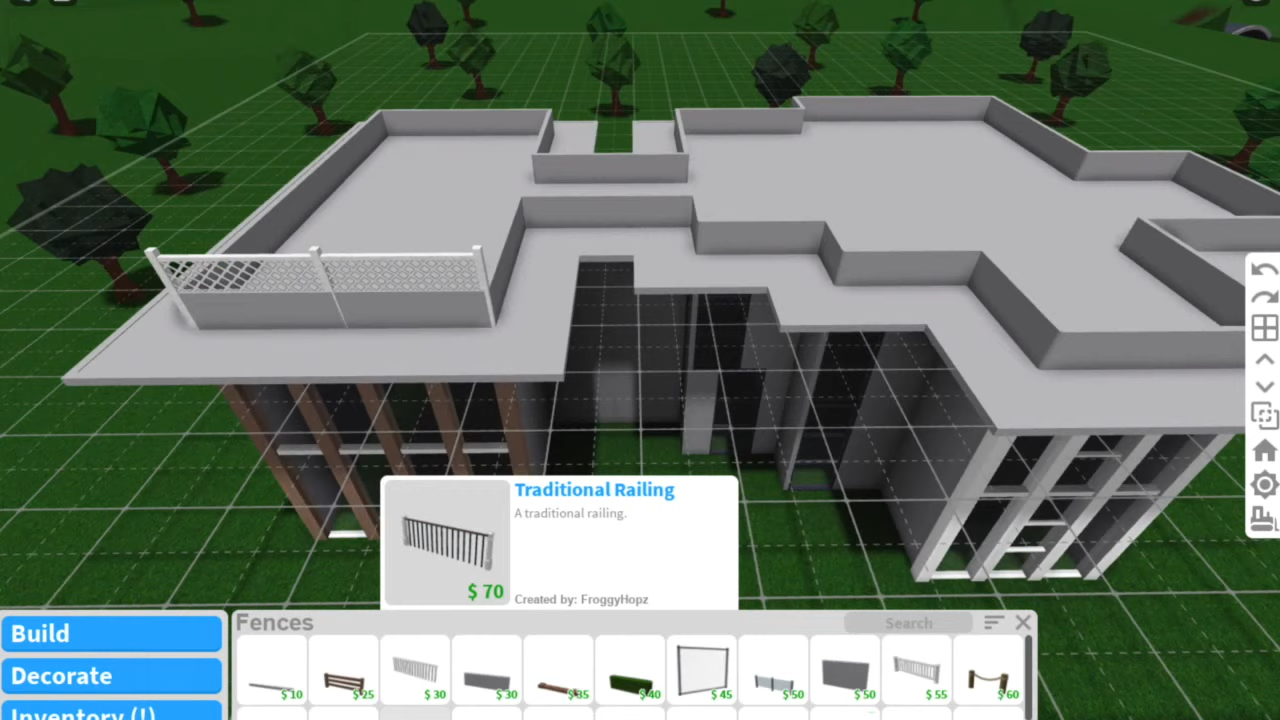 Traditional Railing
A traditional railing.
$ 70
Created by: FroggyHopz
Build
Decorate
Inventory (!)
Fences
Search
$ 10
$ 25
$ 30
$ 30
$ 35
$ 40
$ 45
$ 50
$ 50
$ 55
$ 60